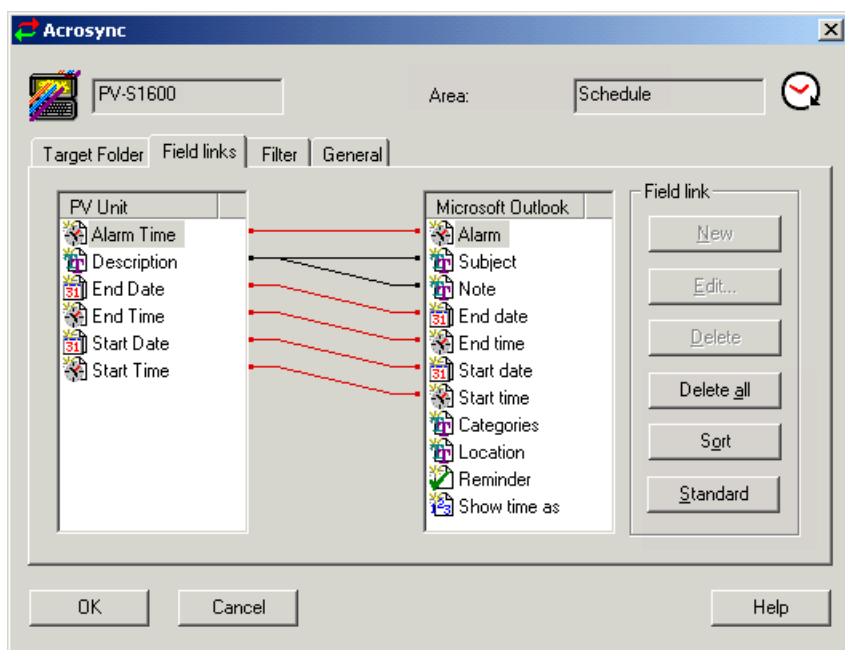 Acrosync
PV-S1600 Area: Schedule
Target Folder Field links Filter General
PV Unit
Alarm Time
Description
End Date
End Time
Start Date
Start Time
Microsoft Outlook
Alarm
Subject
Note
End date
End time
Start date
Start time
Categories
Location
Reminder
Show time as
Field link
New
Edit...
Delete
Delete all
Sort
Standard
OK Cancel Help